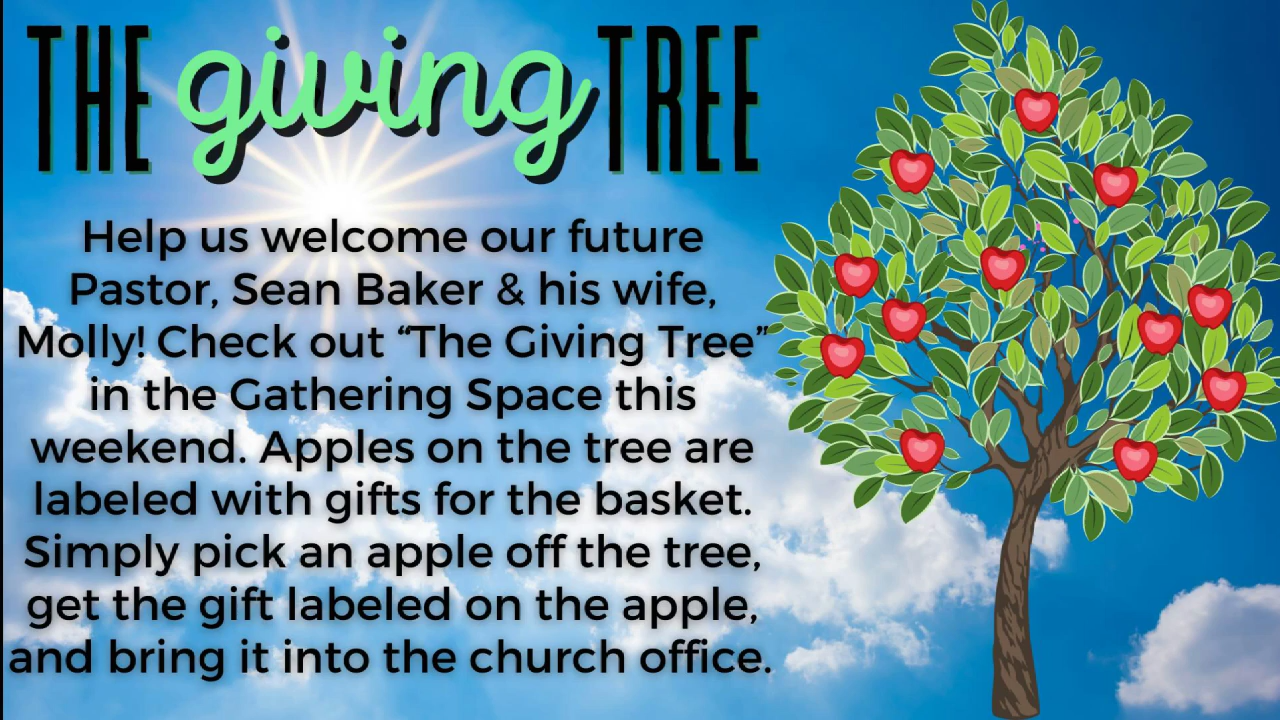 THE giving TREE
Help us welcome our future
Pastor, Sean Baker & his wife,
Molly! Check out “The Giving Tree”
in the Gathering Space this
weekend. Apples on the tree are
labeled with gifts for the basket.
Simply pick an apple off the tree,
get the gift labeled on the apple,
and bring it into the church office.